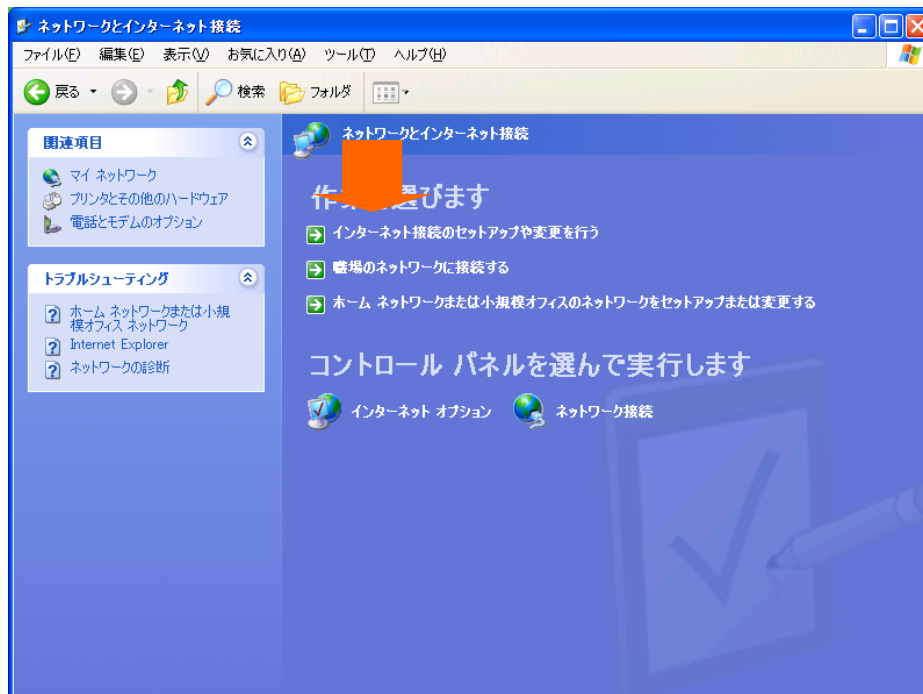 ネットワークとインターネット接続
ファイル(F) 編集(E) 表示(V) お気に入り(A) ツール(T) ヘルプ(H)
戻る 検索 フォルダ
関連項目
マイ ネットワーク
プリンタとその他のハードウェア
電話とモデムのオプション
トラブルシューティング
ホーム ネットワークまたは小規
模オフィス ネットワーク
Internet Explorer
ネットワークの診断
ネットワークとインターネット接続
作 選びます
インターネット接続のセットアップや変更を行う
職場のネットワークに接続する
ホーム ネットワークまたは小規模オフィスのネットワークをセットアップまたは変更する
コントロール パネルを選んで実行します
インターネット オプション ネットワーク接続